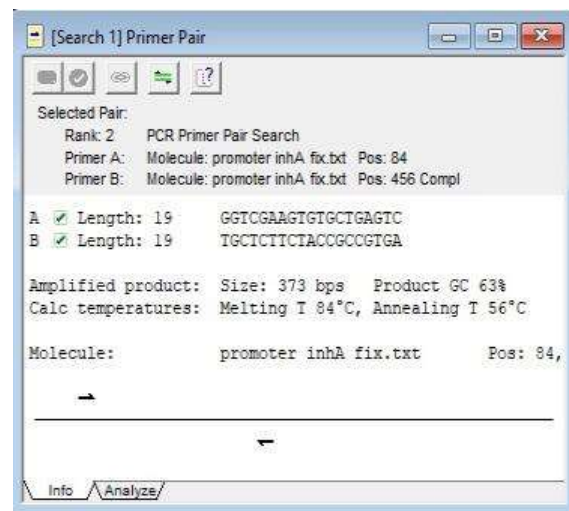 [Search 1] Primer Pair
Selected Pair:
Rank: 2 PCR Primer Pair Search
Primer A: Molecule: promoter inhA fix.txt Pos: 84
Primer B: Molecule: promoter inhA fix.txt Pos: 456 Compl
A Length: 19 GGTCGAAGTGTGCTGAGTC
B Length: 19 TGCTCTTCTACCGCCGTGA
Amplified product: Size: 373 bps Product GC 63%
Calc temperatures: Melting T 84°C, Annealing T 56°C
Molecule: promoter inhA fix.txt Pos: 84,
Info Analyze